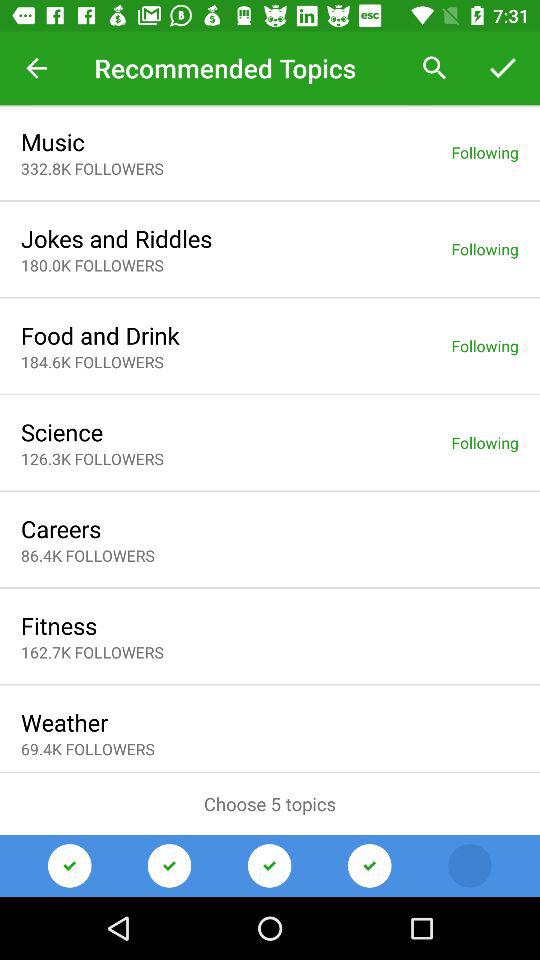 esc 7:31
Recommended Topics
Music
332.8K FOLLOWERS
Following
Jokes and Riddles
180.0K FOLLOWERS
Following
Food and Drink
184.6K FOLLOWERS
Following
Science
126.3K FOLLOWERS
Following
Careers
86.4K FOLLOWERS
Fitness
162.7K FOLLOWERS
Weather
69.4K FOLLOWERS
Choose 5 topics